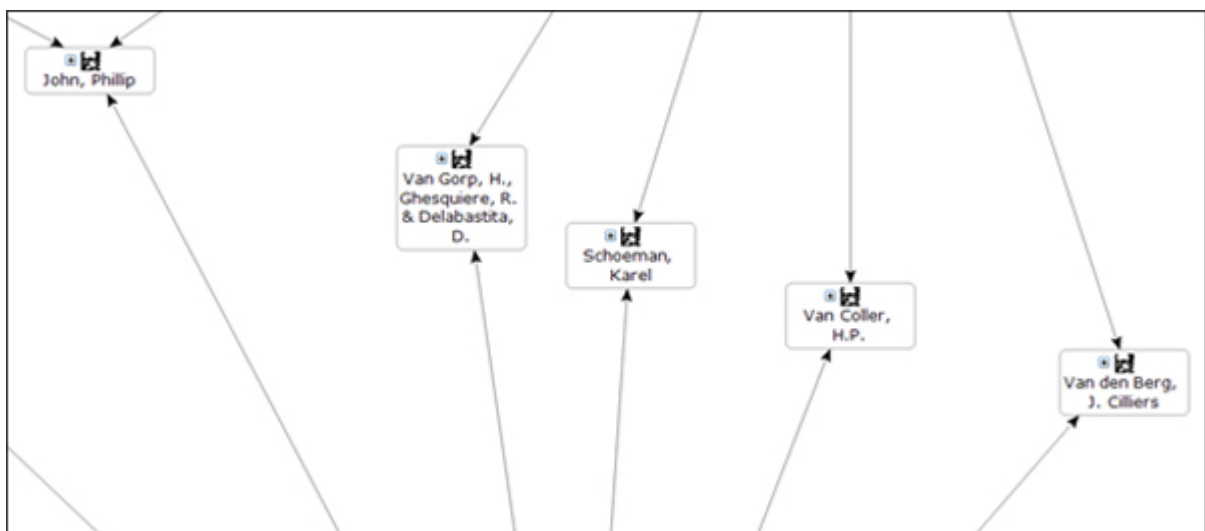 John, Phillip
Van Gorp, H.,
Ghesquiere, R.
& Delabastita,
D.
Schoeman,
Karel
Van Coller,
H.P.
Van den Berg,
J. Cilliers